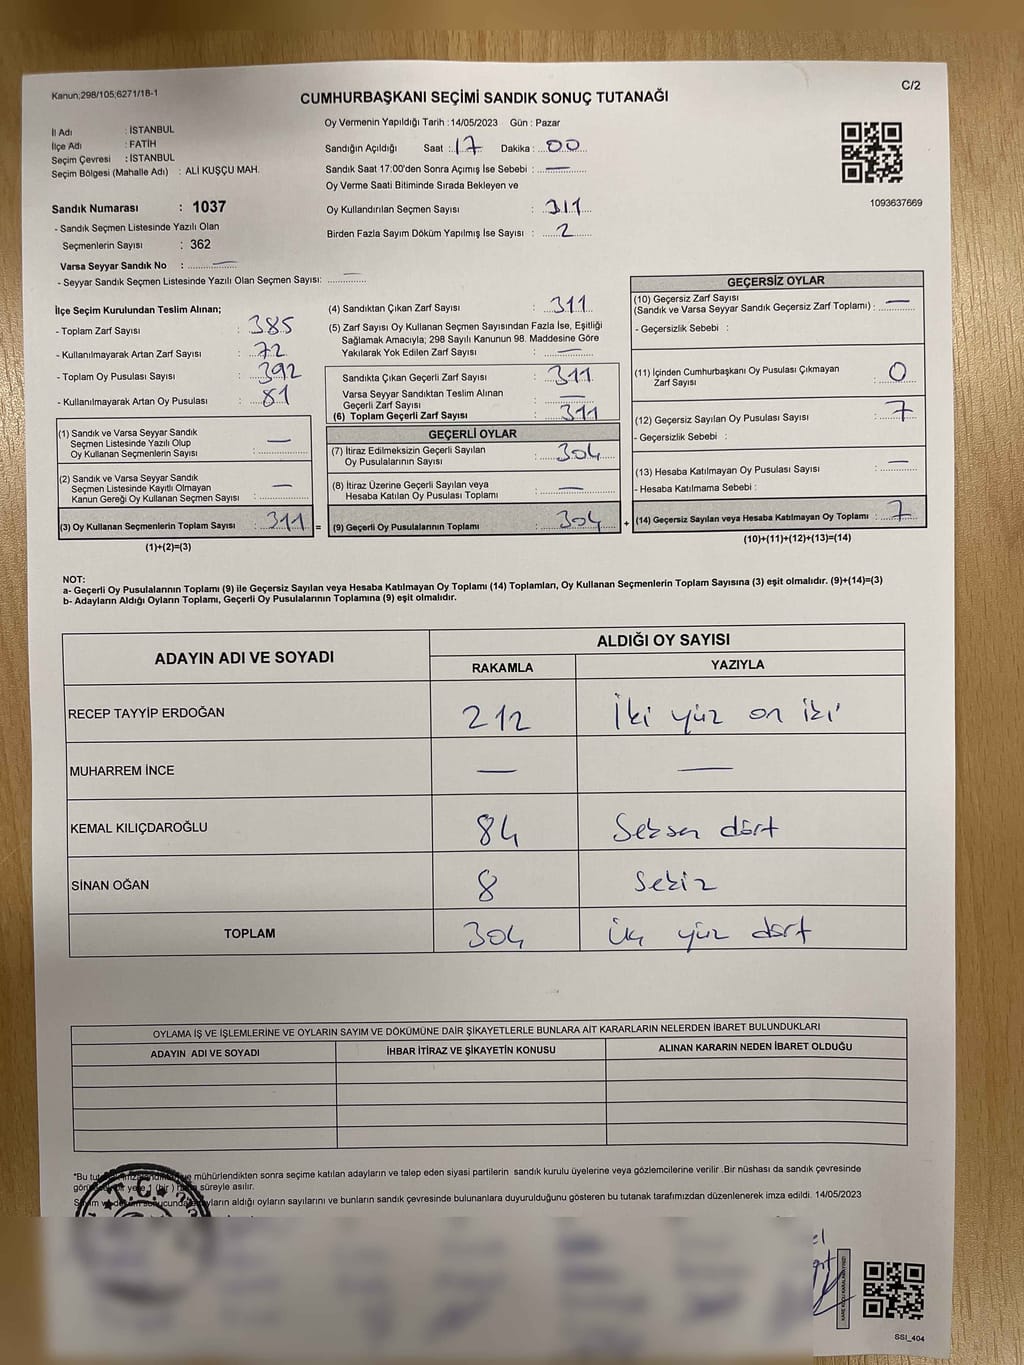 Kanun;298/105;6271/18-1
C/2
CUMHURBAŞKANI SEÇİMİ SANDIK SONUÇ TUTANAĞI
İl Adı : İSTANBUL
İlçe Adı : FATİH
Seçim Çevresi : İSTANBUL
Seçim Bölgesi (Mahalle Adı) : ALİ KUŞÇU MAH.
Sandık Numarası : 1037
- Sandık Seçmen Listesinde Yazılı Olan
Seçmenlerin Sayısı : 362
Varsa Seyyar Sandık No : —
- Seyyar Sandık Seçmen Listesinde Yazılı Olan Seçmen Sayısı: —
Oy Vermenin Yapıldığı Tarih :14/05/2023 Gün : Pazar
Sandığın Açıldığı Saat : 17 Dakika : 00
Sandık Saat 17:00'den Sonra Açımış İse Sebebi : —
Oy Verme Saati Bitiminde Sırada Bekleyen ve
Oy Kullandırılan Seçmen Sayısı : 311
Birden Fazla Sayım Döküm Yapılmış İse Sayısı : 2
1093637669
İlçe Seçim Kurulundan Teslim Alınan;
- Toplam Zarf Sayısı : 385
- Kullanılmayarak Artan Zarf Sayısı : 72
- Toplam Oy Pusulası Sayısı : 392
- Kullanılmayarak Artan Oy Pusulası : 81
(1) Sandık ve Varsa Seyyar Sandık
Seçmen Listesinde Yazılı Olup
Oy Kullanan Seçmenlerin Sayısı : —
(2) Sandık ve Varsa Seyyar Sandık
Seçmen Listesinde Kayıtlı Olmayan
Kanun Gereği Oy Kullanan Seçmen Sayısı : —
(3) Oy Kullanan Seçmenlerin Toplam Sayısı : 311 =
(1)+(2)=(3)
(4) Sandıktan Çıkan Zarf Sayısı : 311
(5) Zarf Sayısı Oy Kullanan Seçmen Sayısından Fazla İse, Eşitliği
Sağlamak Amacıyla; 298 Sayılı Kanunun 98. Maddesine Göre
Yakılarak Yok Edilen Zarf Sayısı : —
Sandıkta Çıkan Geçerli Zarf Sayısı : 311
Varsa Seyyar Sandıktan Teslim Alınan
Geçerli Zarf Sayısı : —
(6) Toplam Geçerli Zarf Sayısı : 311
GEÇERLİ OYLAR
(7) İtiraz Edilmeksizin Geçerli Sayılan
Oy Pusulalarının Sayısı : 304
(8) İtiraz Üzerine Geçerli Sayılan veya
Hesaba Katılan Oy Pusulası Toplamı : —
(9) Geçerli Oy Pusulalarının Toplamı : 304 +
GEÇERSİZ OYLAR
(10) Geçersiz Zarf Sayısı
(Sandık ve Varsa Seyyar Sandık Geçersiz Zarf Toplamı) : —
- Geçersizlik Sebebi :
(11) İçinden Cumhurbaşkanı Oy Pusulası Çıkmayan
Zarf Sayısı : 0
(12) Geçersiz Sayılan Oy Pusulası Sayısı : 7
- Geçersizlik Sebebi :
(13) Hesaba Katılmayan Oy Pusulası Sayısı : —
- Hesaba Katılmama Sebebi :
(14) Geçersiz Sayılan veya Hesaba Katılmayan Oy Toplamı : 7
(10)+(11)+(12)+(13)=(14)
NOT:
a- Geçerli Oy Pusulalarının Toplamı (9) ile Geçersiz Sayılan veya Hesaba Katılmayan Oy Toplamı (14) Toplamları, Oy Kullanan Seçmenlerin Toplam Sayısına (3) eşit olmalıdır. (9)+(14)=(3)
b- Adayların Aldığı Oyların Toplamı, Geçerli Oy Pusulalarının Toplamına (9) eşit olmalıdır.
ADAYIN ADI VE SOYADI
ALDIĞI OY SAYISI
RAKAMLA YAZIYLA
RECEP TAYYİP ERDOĞAN 212 İki yüz on iki
MUHARREM İNCE — —
KEMAL KILIÇDAROĞLU 84 Seksen dört
SİNAN OĞAN 8 Sekiz
TOPLAM 304 üç yüz dört
OYLAMA İŞ VE İŞLEMLERİNE VE OYLARIN SAYIM VE DÖKÜMÜNE DAİR ŞİKAYETLERLE BUNLARA AİT KARARLARIN NELERDEN İBARET BULUNDUKLARI
ADAYIN ADI VE SOYADI İHBAR İTİRAZ VE ŞİKAYETİN KONUSU ALINAN KARARIN NEDEN İBARET OLDUĞU
*Bu mühürlendikten sonra seçime katılan adayların ve talep eden siyasi partilerin sandık kurulu üyelerine veya gözlemcilerine verilir .Bir nüshası da sandık çevresinde
süreyle asılır.
aldığı oyların sayılarını ve bunların sandık çevresinde bulunanlara duyurulduğunu gösteren bu tutanak tarafımızdan düzenlenerek imza edildi. 14/05/2023
T.C.
SSI_404